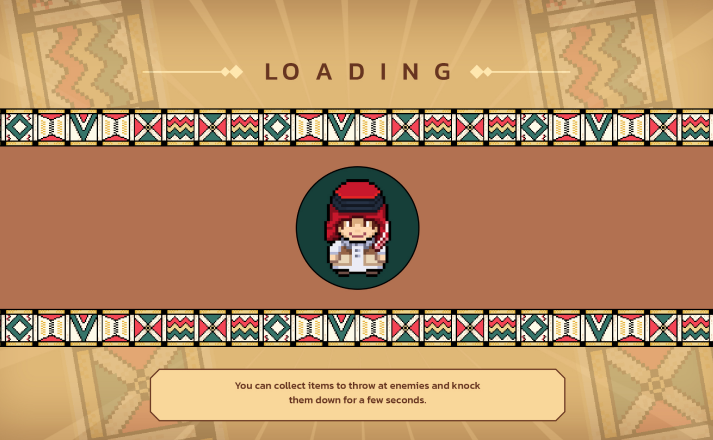 LOADING
You can collect items to throw at enemies and knock
them down for a few seconds.